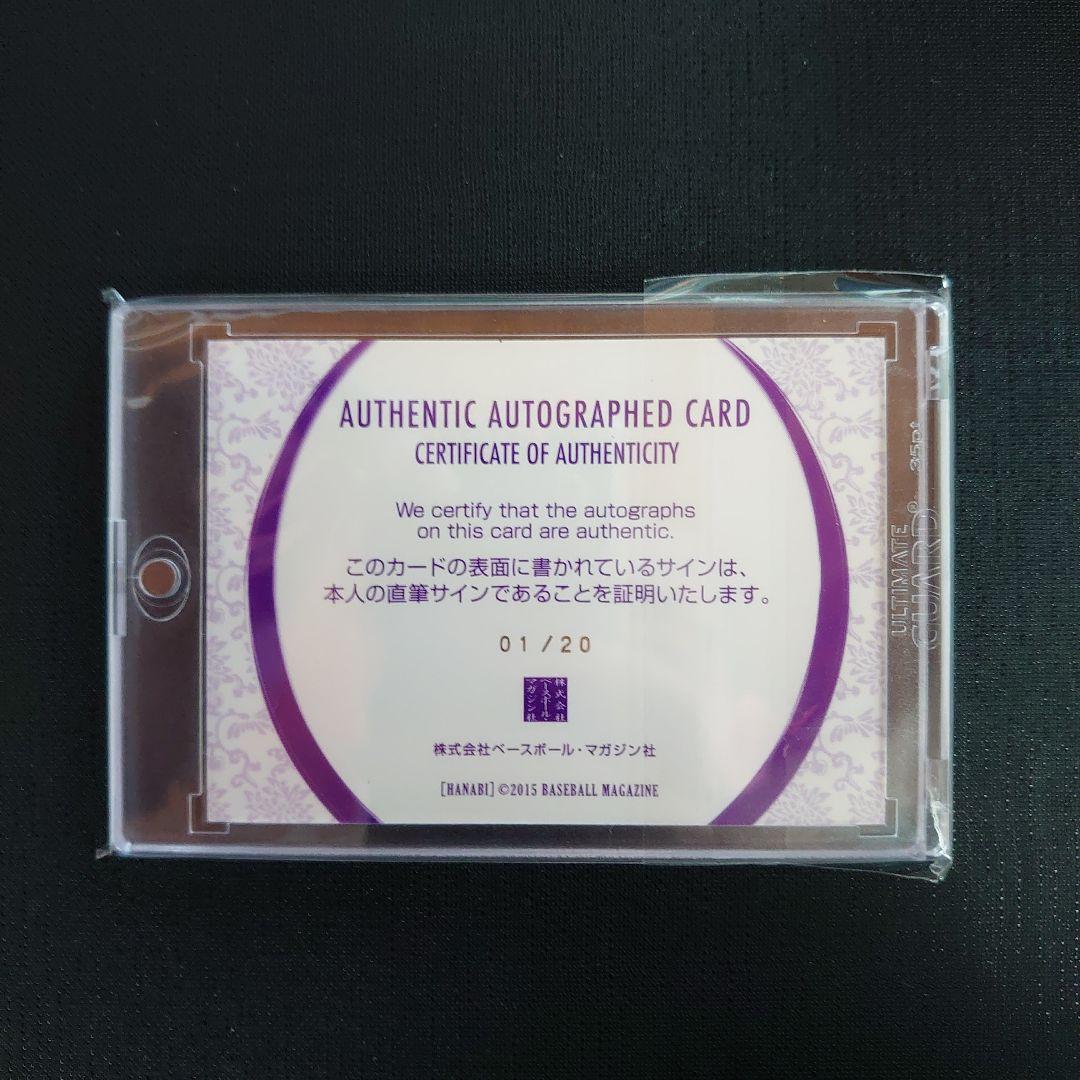 AUTHENTIC AUTOGRAPHED CARD
CERTIFICATE OF AUTHENTICITY
We certify that the autographs
on this card are authentic.
このカードの表面に書かれているサインは、
本人の直筆サインであることを証明いたします。
01/20
株式会社
ベースボール・
マガジン社
株式会社ベースボール・マガジン社
[HANABI] ©2015 BASEBALL MAGAZINE
ULTIMATE
GUARD®
35pt